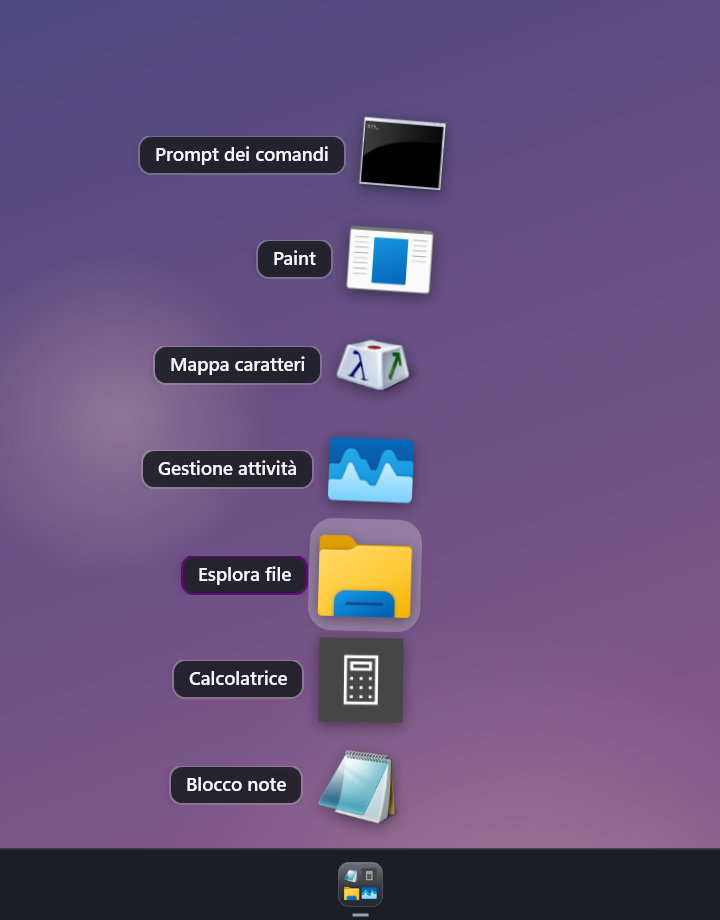 Prompt dei comandi
Paint
Mappa caratteri
Gestione attività
Esplora file
Calcolatrice
Blocco note